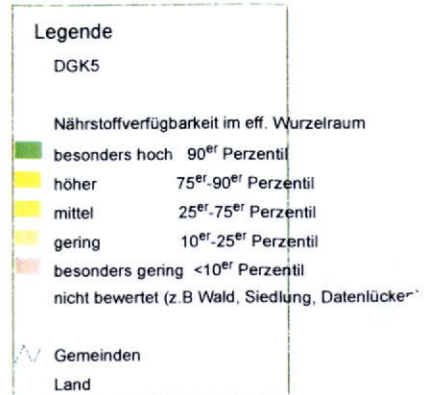 Legende
DGK5
Nährstoffverfügbarkeit im eff. Wurzelraum
besonders hoch 90er Perzentil
höher 75er-90er Perzentil
mittel 25er-75er Perzentil
gering 10er-25er Perzentil
besonders gering <10er Perzentil
nicht bewertet (z.B Wald, Siedlung, Datenlücken
Gemeinden
Land